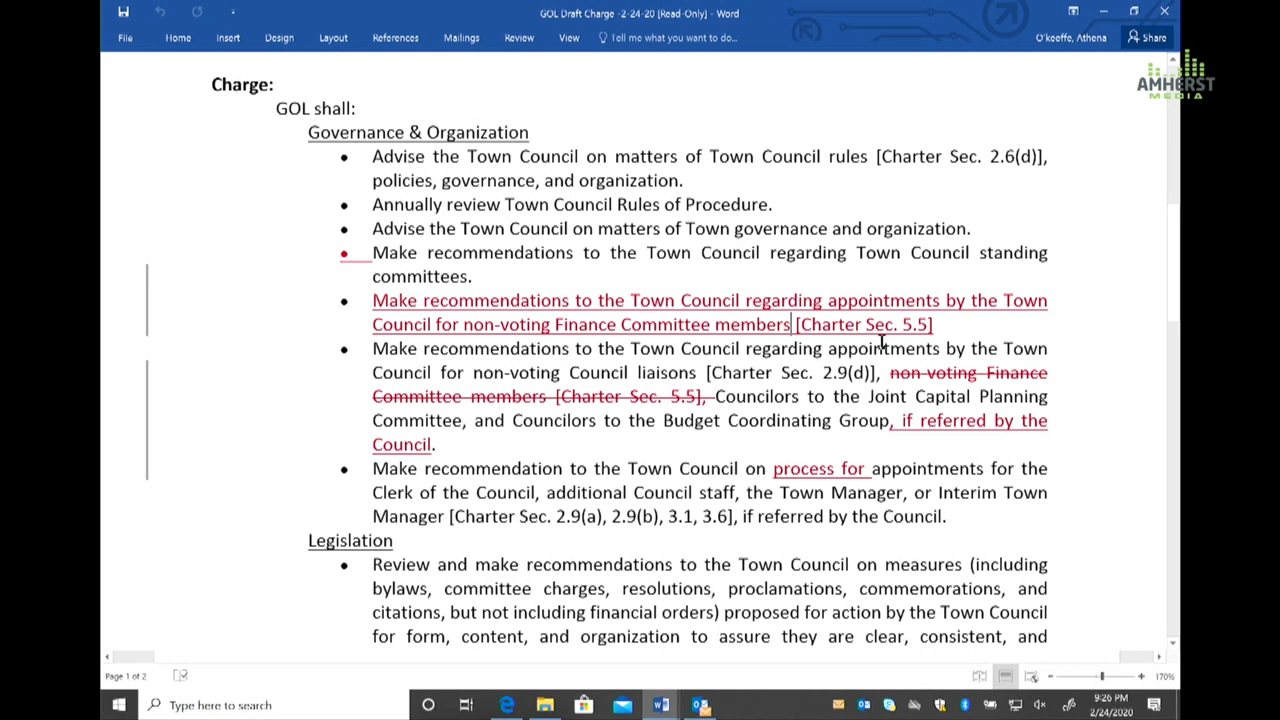 GOL Draft Charge -2-24-20 [Read-Only] - Word
File Home Insert Design Layout References Mailings Review View Tell me what you want to do... O'keeffe, Athena Share
AMHERST
MEDIA
Charge:
GOL shall:
Governance & Organization
• Advise the Town Council on matters of Town Council rules [Charter Sec. 2.6(d)],
policies, governance, and organization.
• Annually review Town Council Rules of Procedure.
• Advise the Town Council on matters of Town governance and organization.
• Make recommendations to the Town Council regarding Town Council standing
committees.
• Make recommendations to the Town Council regarding appointments by the Town
Council for non-voting Finance Committee members [Charter Sec. 5.5]
• Make recommendations to the Town Council regarding appointments by the Town
Council for non-voting Council liaisons [Charter Sec. 2.9(d)], non-voting Finance
Committee members [Charter Sec. 5.5], Councilors to the Joint Capital Planning
Committee, and Councilors to the Budget Coordinating Group, if referred by the
Council.
• Make recommendation to the Town Council on process for appointments for the
Clerk of the Council, additional Council staff, the Town Manager, or Interim Town
Manager [Charter Sec. 2.9(a), 2.9(b), 3.1, 3.6], if referred by the Council.
Legislation
• Review and make recommendations to the Town Council on measures (including
bylaws, committee charges, resolutions, proclamations, commemorations, and
citations, but not including financial orders) proposed for action by the Town Council
for form, content, and organization to assure they are clear, consistent, and
Page 1 of 2
170%
Type here to search
9:26 PM
2/24/2020